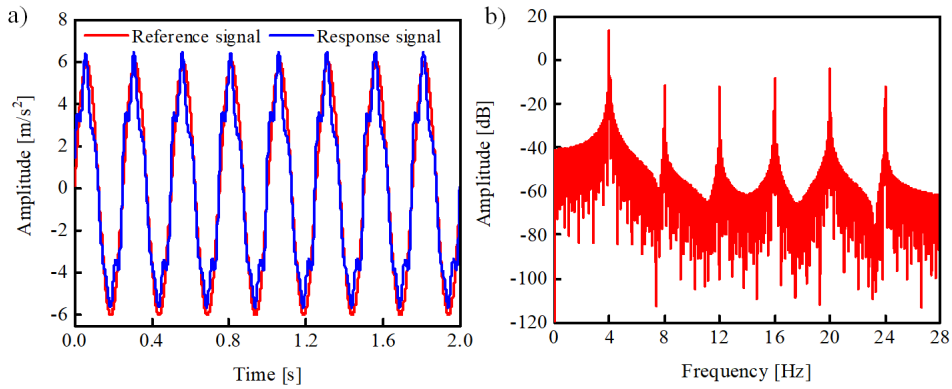 a)
Reference signal
Response signal
Amplitude [m/s²]
8
6
4
2
0
-2
-4
-6
0.0 0.4 0.8 1.2 1.6 2.0
Time [s]
b)
Amplitude [dB]
20
0
-20
-40
-60
-80
-100
-120
0 4 8 12 16 20 24 28
Frequency [Hz]